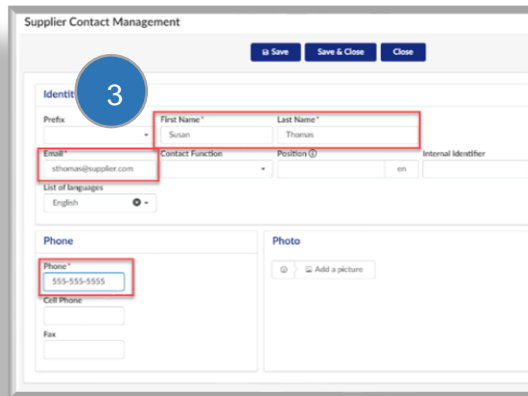 Supplier Contact Management
Save Save & Close Close
3
Prefix First Name* Last Name*
Susan Thomas
Email* Contact Function Position Internal Identifier
sthomas@supplier.com en
List of languages
English
Phone Photo
Phone*
555-555-5555 Add a picture
Cell Phone
Fax